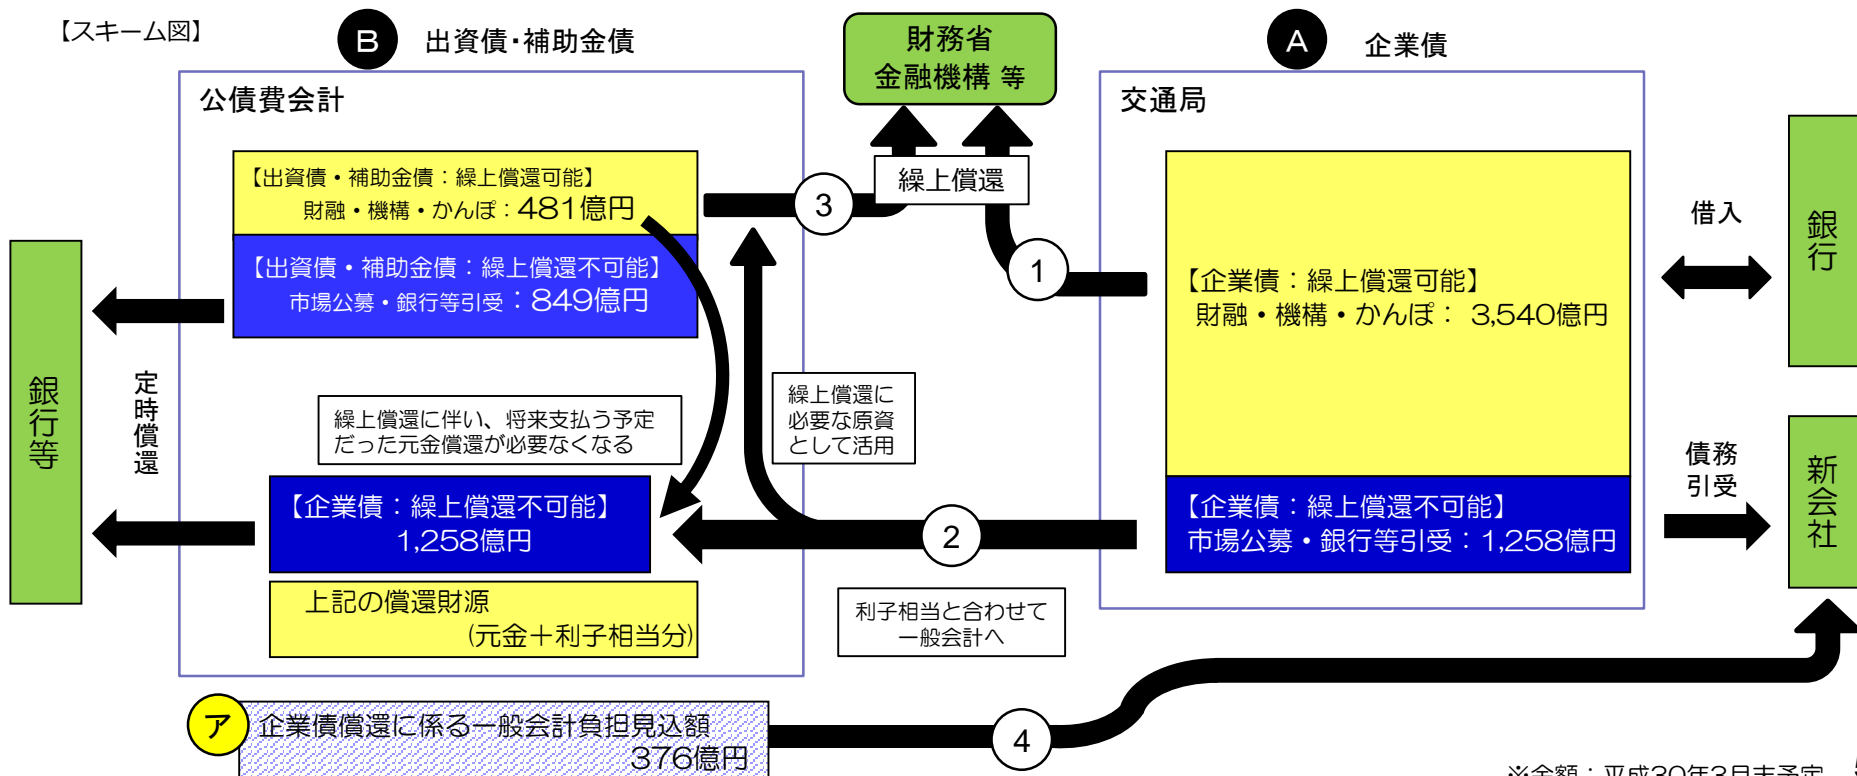 【スキーム図】
B
出資債・補助金債
財務省
金融機構 等
A
企業債
公債費会計
交通局
【出資債・補助金債：繰上償還可能】
財融・機構・かんぽ：481億円
【出資債・補助金債：繰上償還不可能】
市場公募・銀行等引受：849億円
3
繰上償還
1
【企業債：繰上償還可能】
財融・機構・かんぽ： 3,540億円
借入
銀行
銀行等
定時償還
繰上償還に伴い、将来支払う予定
だった元金償還が必要なくなる
繰上償還に
必要な原資
として活用
【企業債：繰上償還不可能】
1,258億円
2
【企業債：繰上償還不可能】
市場公募・銀行等引受：1,258億円
債務
引受
新会社
上記の償還財源
(元金＋利子相当分)
利子相当と合わせて
一般会計へ
ア
企業債償還に係る一般会計負担見込額
376億円
4
※金額：平成30年3月末予定